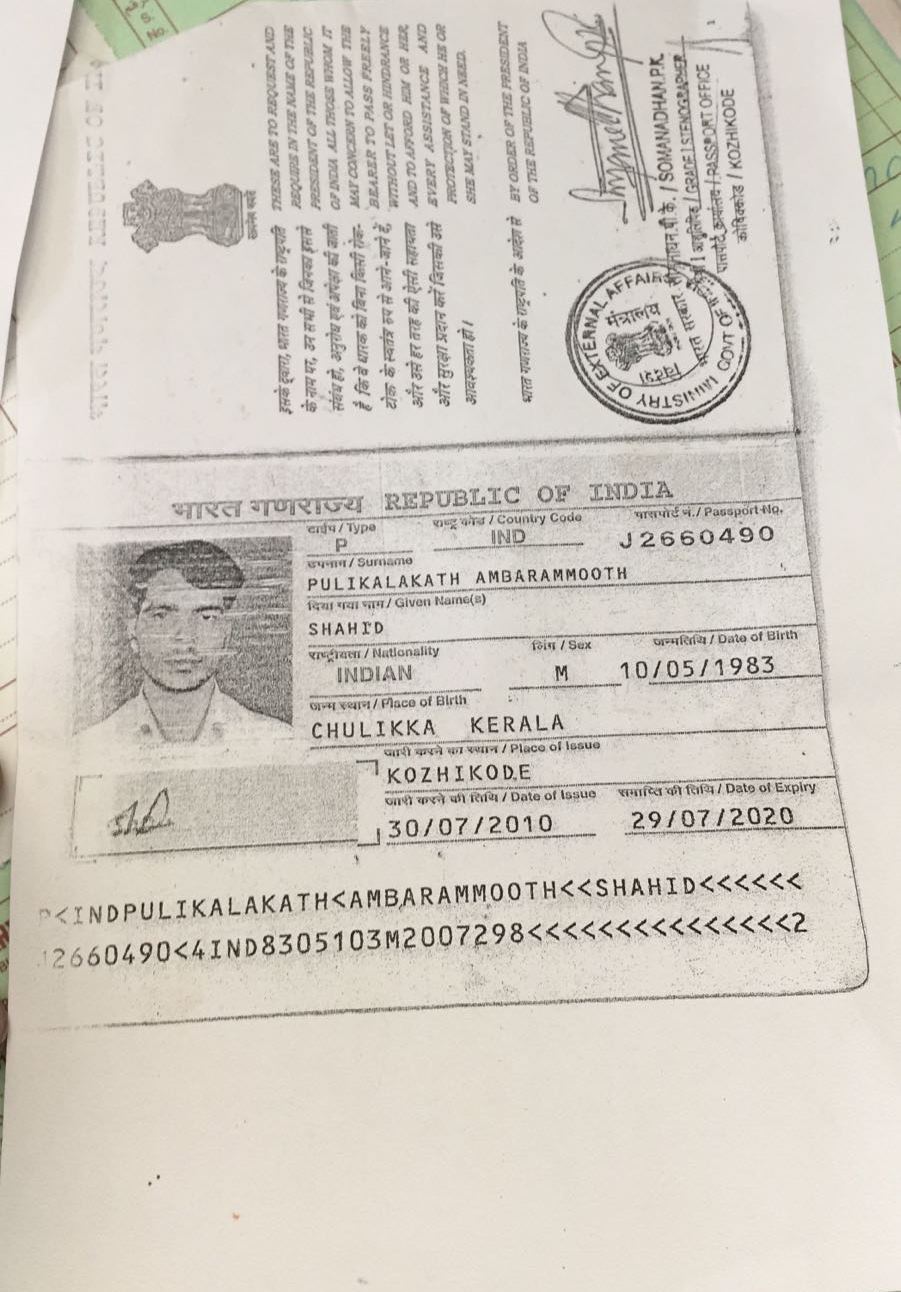 S.
No.
सत्यमेव जयते
इसके द्वारा, भारत गणराज्य के राष्ट्रपति
के नाम पर, उन सभी से जिनका इससे
संबंध हो, अनुरोध एवं अपेक्षा की जाती
है कि वे धारक को बिना किसी रोक-
टोक के स्वतंत्र रूप से आने-जाने दें,
और उसे हर तरह की ऐसी सहायता
और सुरक्षा प्रदान करें जिसकी उसे
आवश्यकता हो।
THESE ARE TO REQUEST AND
REQUIRE IN THE NAME OF THE
PRESIDENT OF THE REPUBLIC
OF INDIA ALL THOSE WHOM IT
MAY CONCERN TO ALLOW THE
BEARER TO PASS FREELY
WITHOUT LET OR HINDRANCE
AND TO AFFORD HIM OR HER,
EVERY ASSISTANCE AND
PROTECTION OF WHICH HE OR
SHE MAY STAND IN NEED.
भारत गणराज्य के राष्ट्रपति के आदेश से
BY ORDER OF THE PRESIDENT
OF THE REPUBLIC OF INDIA
MINISTRY OF EXTERNAL AFFAIRS
GOVT OF
विदेश मंत्रालय
भारत सरकार
सोमनाधन.पी.के. / SOMANADHAN.P.K.
आशुलिपिक / GRADE I STENOGRAPHER
पासपोर्ट कार्यालय / PASSPORT OFFICE
कोषिक्कोड / KOZHIKODE
भारत गणराज्य REPUBLIC OF INDIA
टाईप / Type
राष्ट्र कोड / Country Code
पासपोर्ट नं. / Passport No.
P
IND
J2660490
उपनाम / Surname
PULIKALAKATH AMBARAMMOOTH
दिया गया नाम / Given Name(s)
SHAHID
राष्ट्रीयता / Nationality
लिंग / Sex
जन्मतिथि / Date of Birth
INDIAN
M
10/05/1983
जन्म स्थान / Place of Birth
CHULIKKA KERALA
जारी करने का स्थान / Place of Issue
KOZHIKODE
जारी करने की तिथि / Date of Issue
समाप्ति की तिथि / Date of Expiry
30/07/2010
29/07/2020
P<INDPULIKALAKATH<AMBARAMMOOTH<<SHAHID<<<<<<
J2660490<4IND8305103M2007298<<<<<<<<<<<<<<<2